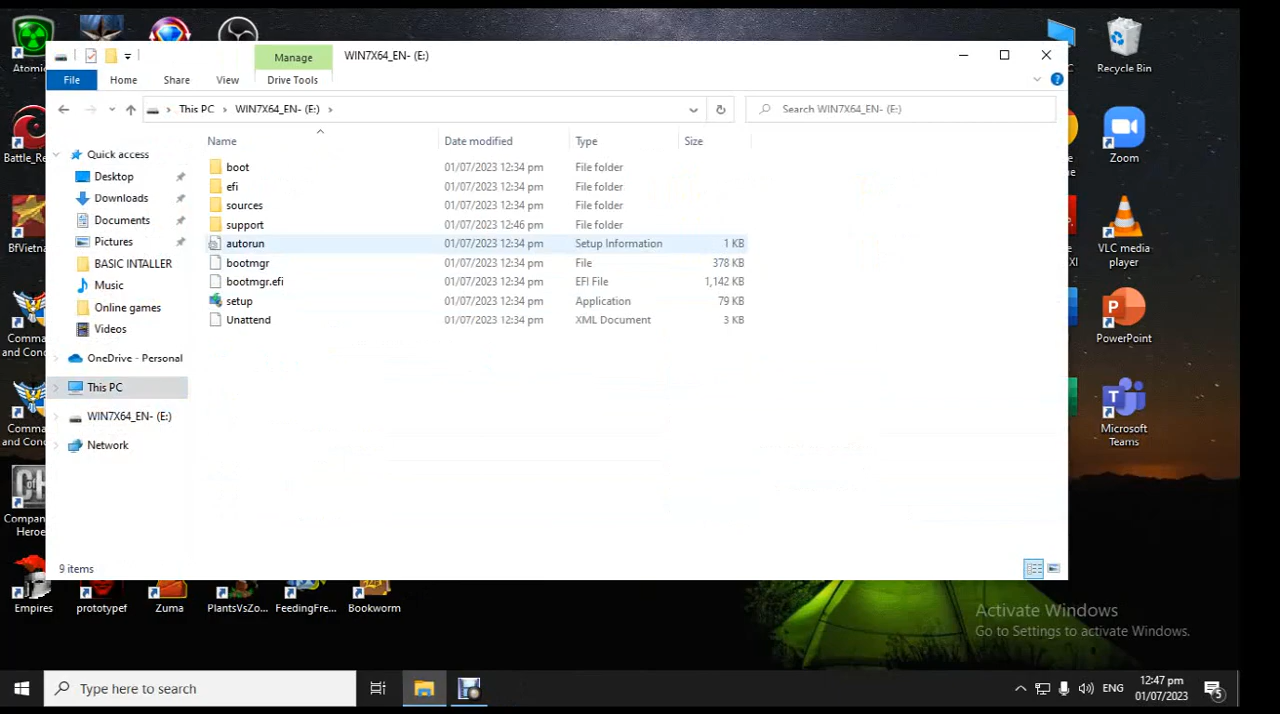 Atomic
Manage
WIN7X64_EN- (E:)
File
Home
Share
View
Drive Tools
This PC
WIN7X64_EN- (E:)
Search WIN7X64_EN- (E:)
Recycle Bin
Name
Date modified
Type
Size
Quick access
Desktop
Downloads
Documents
Pictures
BASIC INTALLER
Music
Online games
Videos
OneDrive - Personal
This PC
WIN7X64_EN- (E:)
Network
boot 01/07/2023 12:34 pm File folder
efi 01/07/2023 12:34 pm File folder
sources 01/07/2023 12:34 pm File folder
support 01/07/2023 12:46 pm File folder
autorun 01/07/2023 12:34 pm Setup Information 1 KB
bootmgr 01/07/2023 12:34 pm File 378 KB
bootmgr.efi 01/07/2023 12:34 pm EFI File 1,142 KB
setup 01/07/2023 12:34 pm Application 79 KB
Unattend 01/07/2023 12:34 pm XML Document 3 KB
9 items
Battle_Re
BfVietna
Comma
and Conc
Comma
and Conc
Compan
Heroe
Zoom
VLC media
player
PowerPoint
Microsoft
Teams
Empires
prototypef
Zuma
PlantsVsZo...
FeedingFre...
Bookworm
Activate Windows
Go to Settings to activate Windows.
Type here to search
ENG
12:47 pm
01/07/2023
5